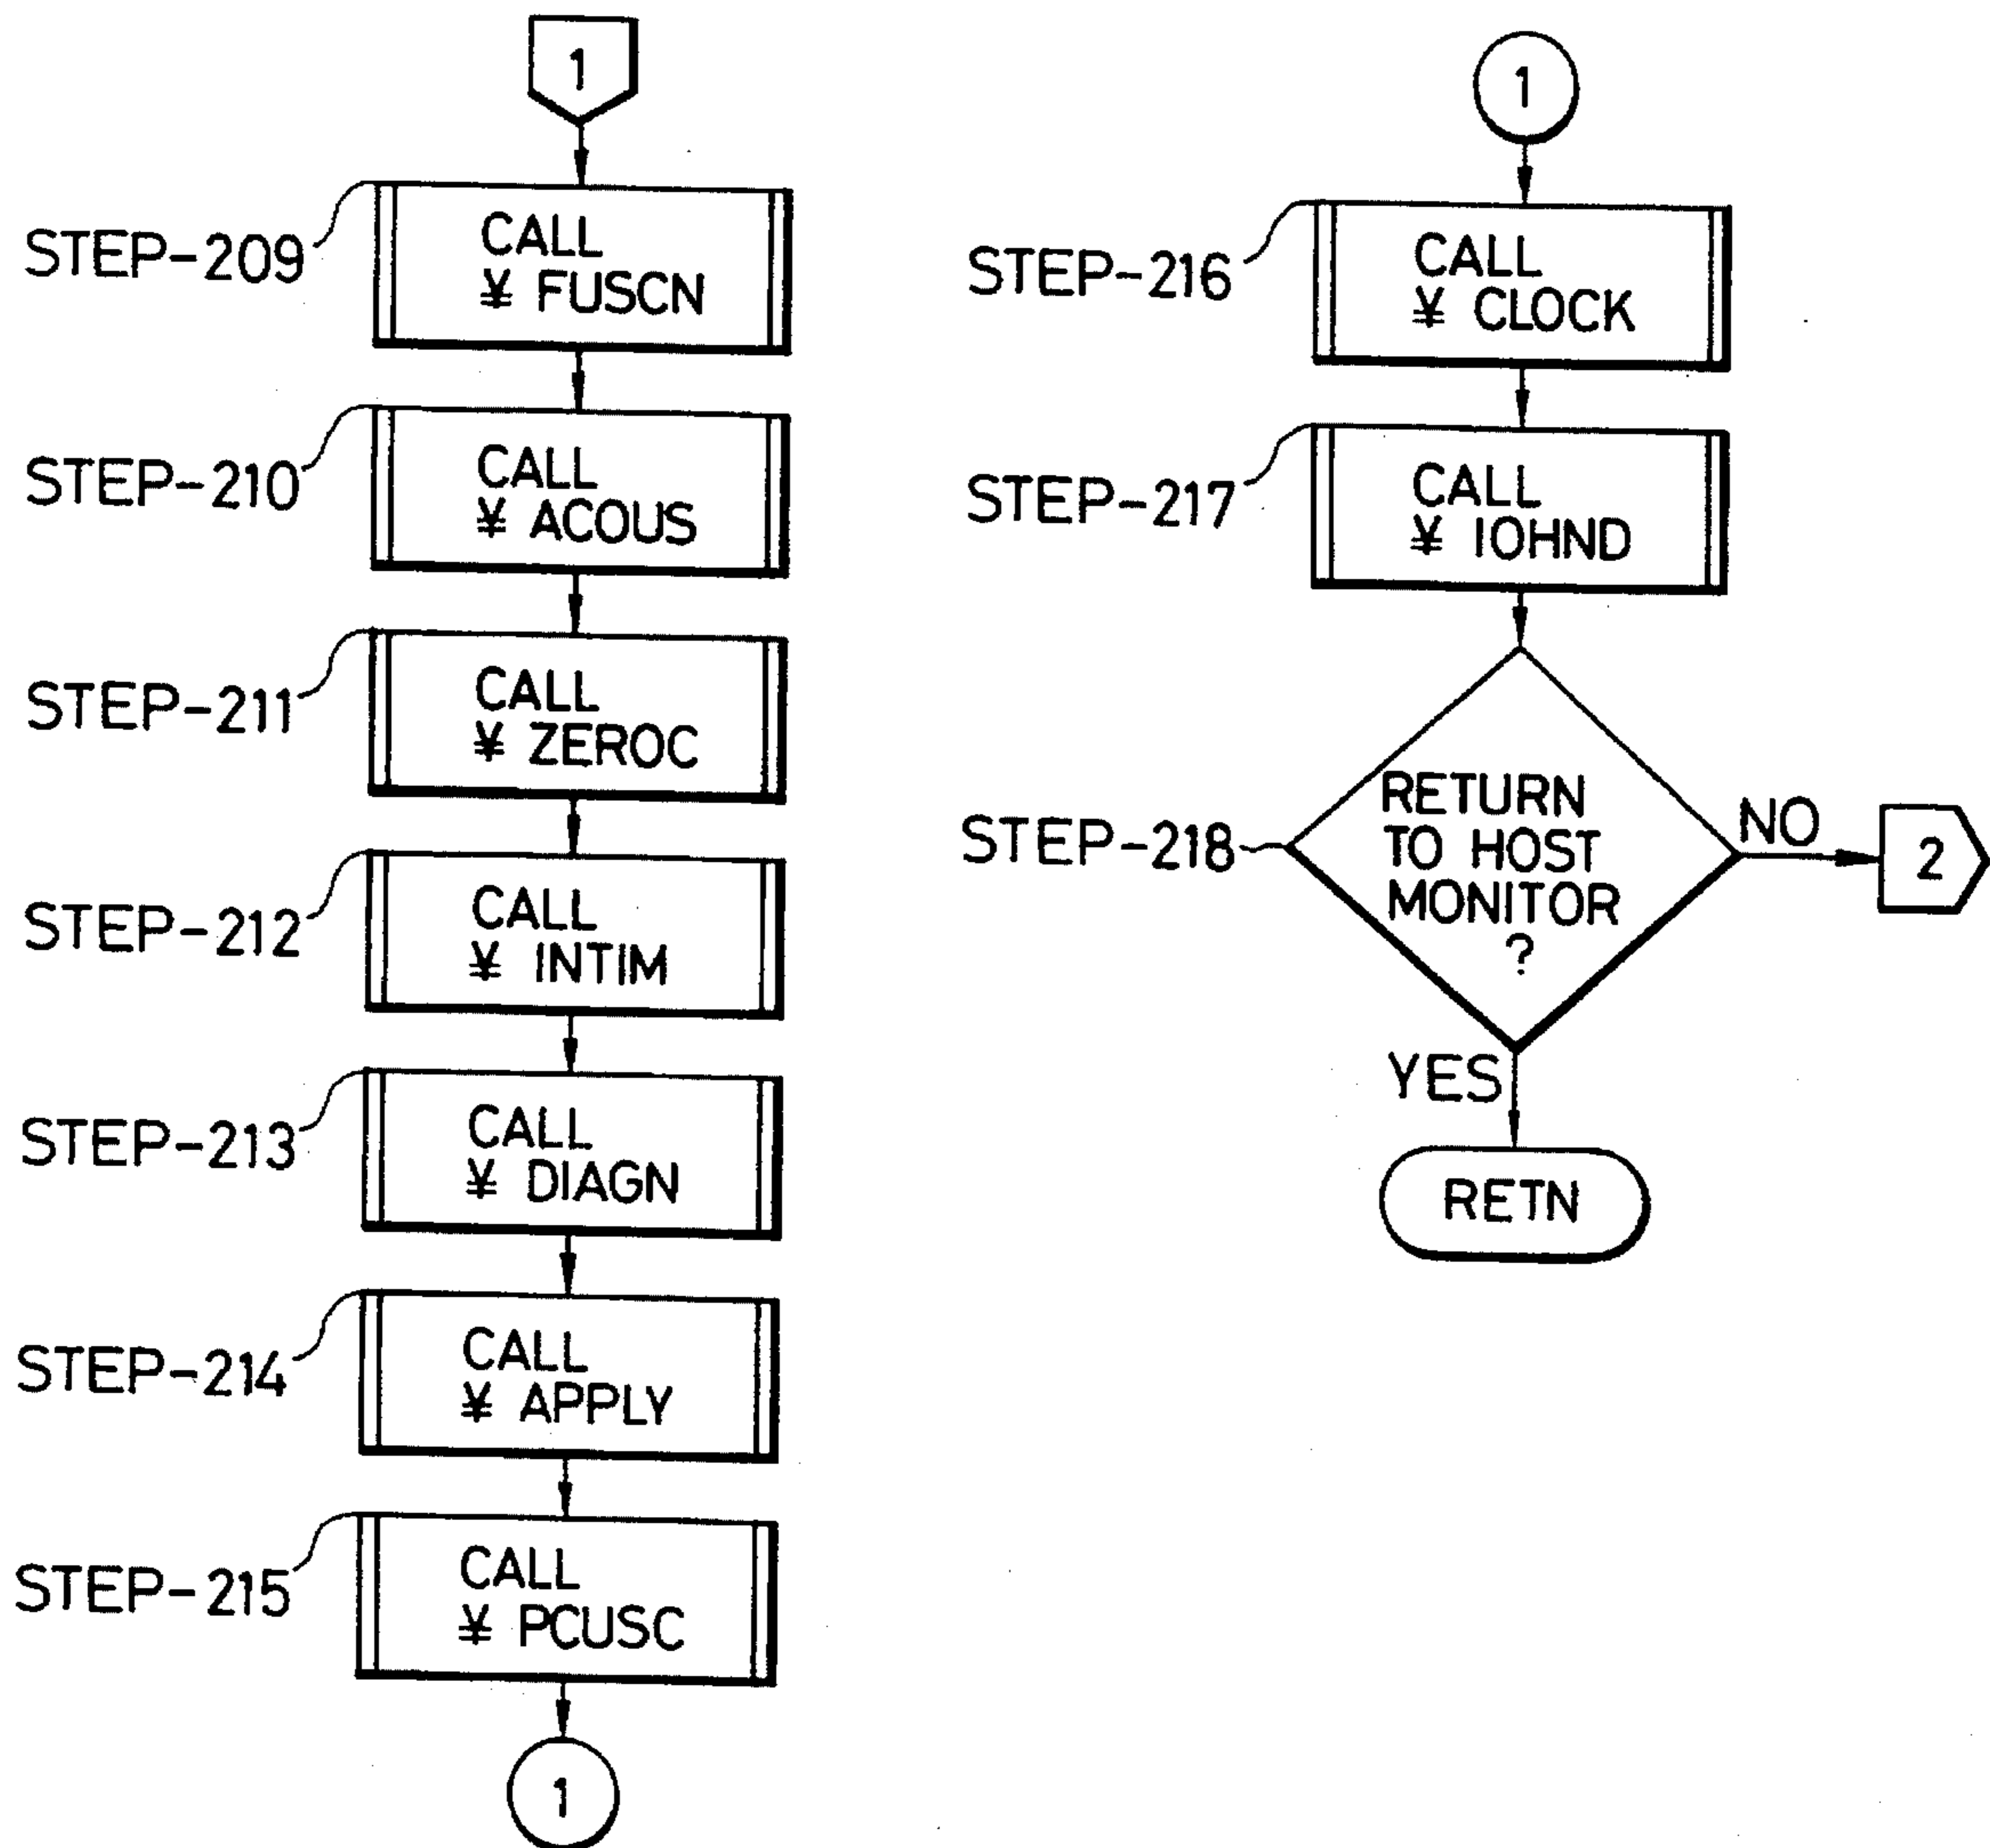 1
STEP-209
CALL
¥ FUSCN
STEP-210
CALL
¥ ACOUS
STEP-211
CALL
¥ ZEROC
STEP-212
CALL
¥ INTIM
STEP-213
CALL
¥ DIAGN
STEP-214
CALL
¥ APPLY
STEP-215
CALL
¥ PCUSC
1
1
STEP-216
CALL
¥ CLOCK
STEP-217
CALL
¥ IOHND
STEP-218
RETURN
TO HOST
MONITOR
?
NO
2
YES
RETN